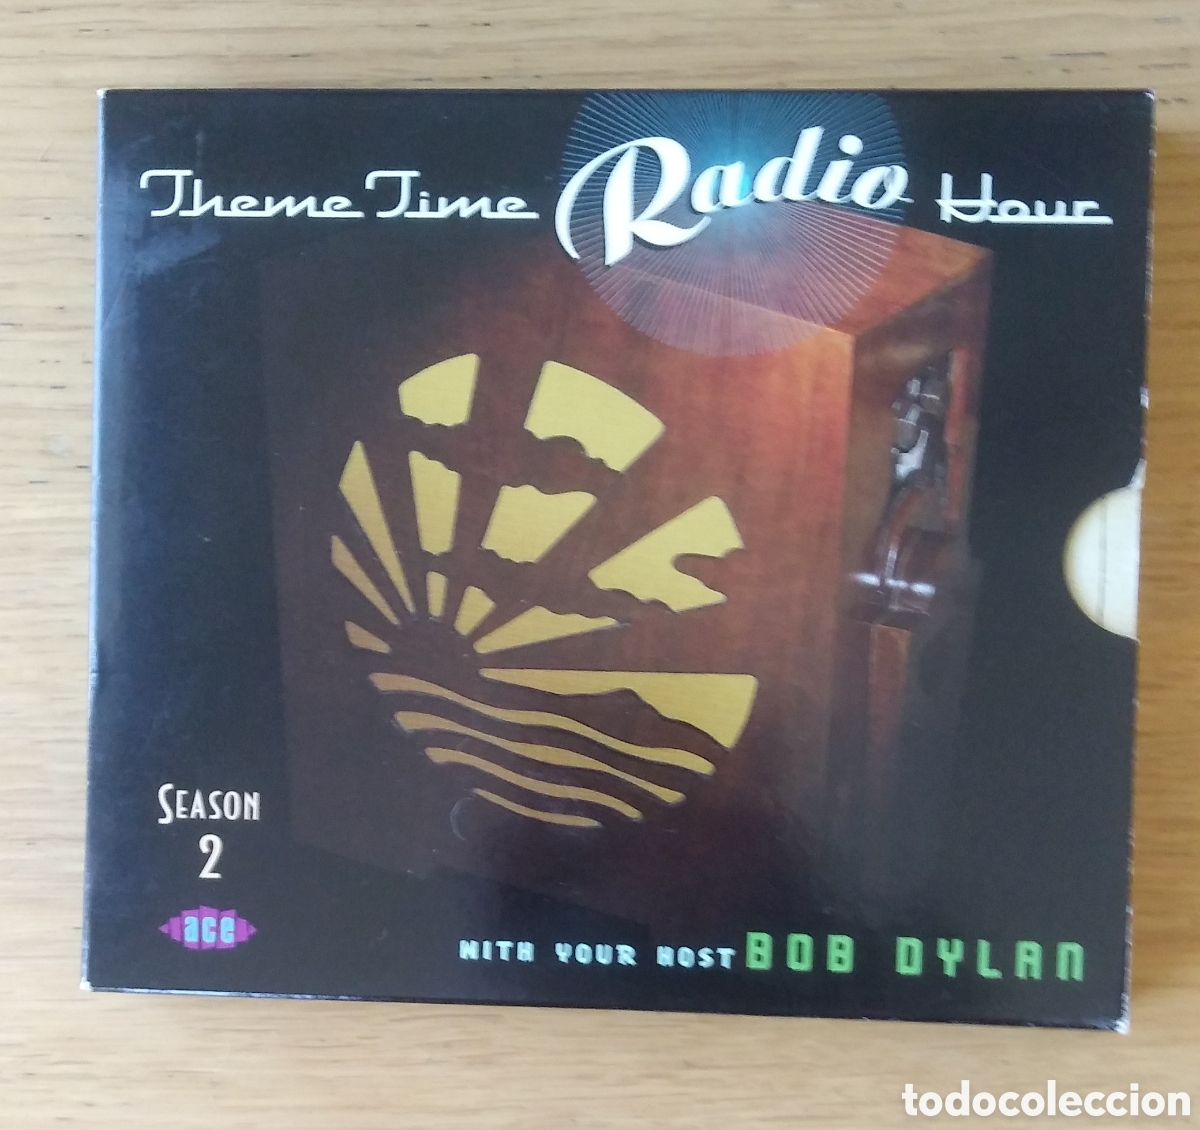 Theme Time Radio Hour
SEASON
2
ace
WITH YOUR HOST BOB DYLAN
todocoleccion